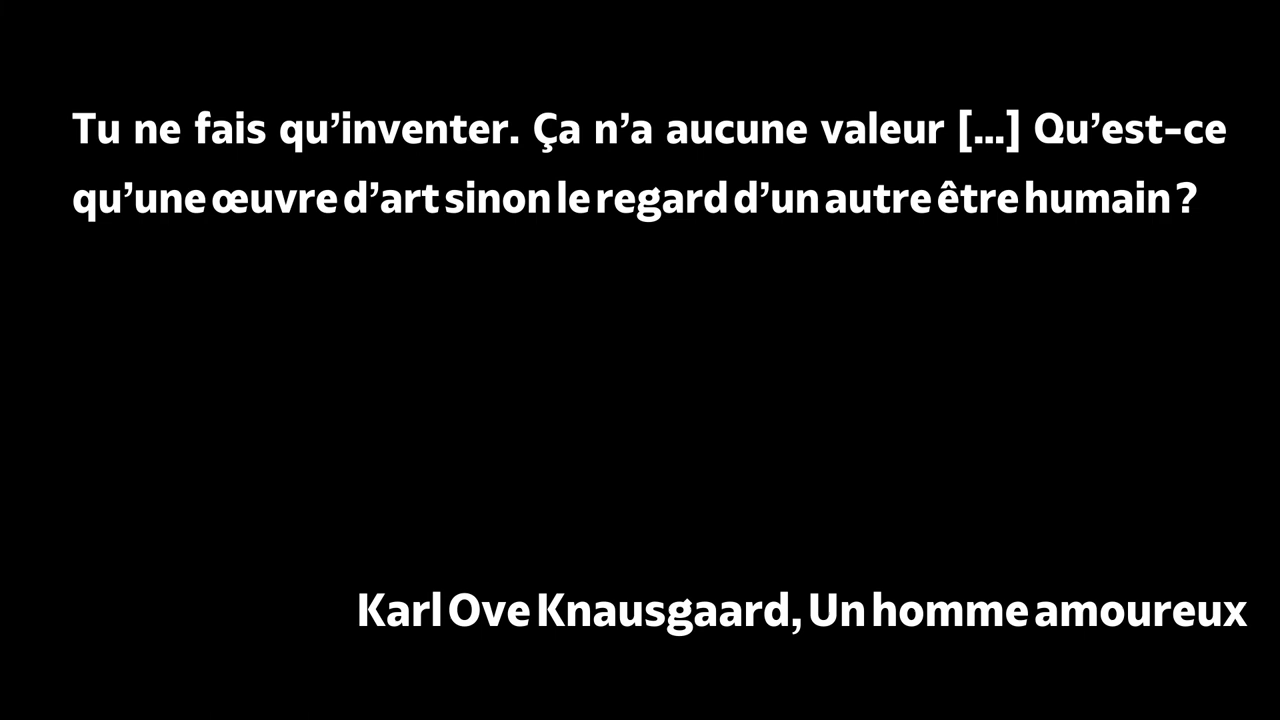 Tu ne fais qu’inventer. Ça n’a aucune valeur [...] Qu’est-ce
qu’une œuvre d’art sinon le regard d’un autre être humain ?
Karl Ove Knausgaard, Un homme amoureux